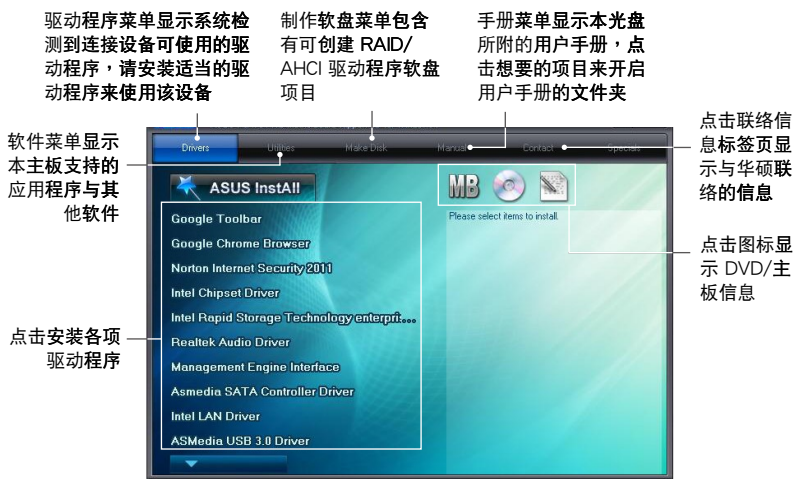 驱动程序菜单显示系统检
测到连接设备可使用的驱
动程序，请安装适当的驱
动程序来使用该设备
制作软盘菜单包含
有可创建 RAID/
AHCI 驱动程序软盘
项目
手册菜单显示本光盘
所附的用户手册，点
击想要的项目来开启
用户手册的文件夹
点击联络信
息标签页显
示与华硕联
络的信息
软件菜单显示
本主板支持的
应用程序与其
他软件
Drivers
Utilities
Make Disk
Manual
Contact
Specials
ASUS InstAll
MB
Please select items to install.
Google Toolbar
Google Chrome Browser
Norton Internet Security 2011
Intel Chipset Driver
Intel Rapid Storage Technology enterpri:...
Realtek Audio Driver
Management Engine Interface
Asmedia SATA Controller Driver
Intel LAN Driver
ASMedia USB 3.0 Driver
点击图标显
示 DVD/主
板信息
点击安装各项
驱动程序